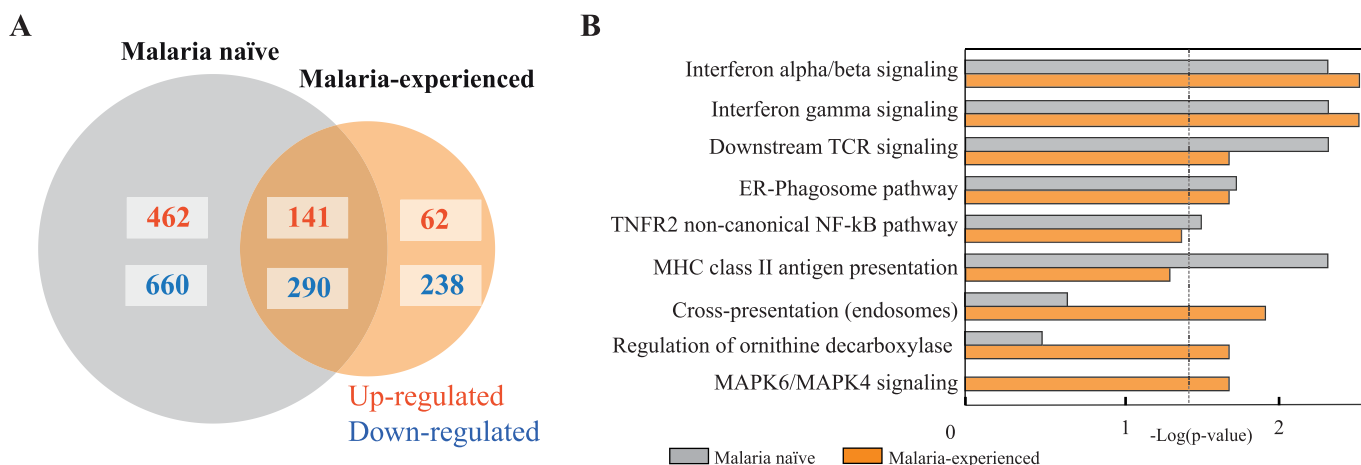 A
Malaria naïve
Malaria-experienced
462
141
62
660
290
238
Up-regulated
Down-regulated
B
Interferon alpha/beta signaling
Interferon gamma signaling
Downstream TCR signaling
ER-Phagosome pathway
TNFR2 non-canonical NF-kB pathway
MHC class II antigen presentation
Cross-presentation (endosomes)
Regulation of ornithine decarboxylase
MAPK6/MAPK4 signaling
0 1 -Log(p-value) 2
Malaria naïve Malaria-experienced